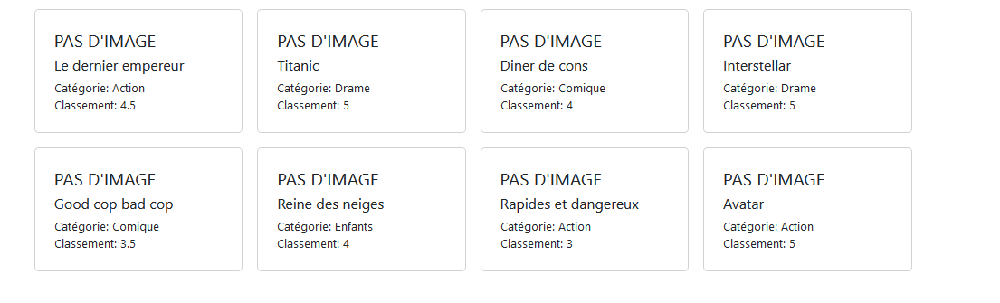 PAS D'IMAGE
Le dernier empereur
Catégorie: Action
Classement: 4.5
PAS D'IMAGE
Titanic
Catégorie: Drame
Classement: 5
PAS D'IMAGE
Diner de cons
Catégorie: Comique
Classement: 4
PAS D'IMAGE
Interstellar
Catégorie: Drame
Classement: 5
PAS D'IMAGE
Good cop bad cop
Catégorie: Comique
Classement: 3.5
PAS D'IMAGE
Reine des neiges
Catégorie: Enfants
Classement: 4
PAS D'IMAGE
Rapides et dangereux
Catégorie: Action
Classement: 3
PAS D'IMAGE
Avatar
Catégorie: Action
Classement: 5